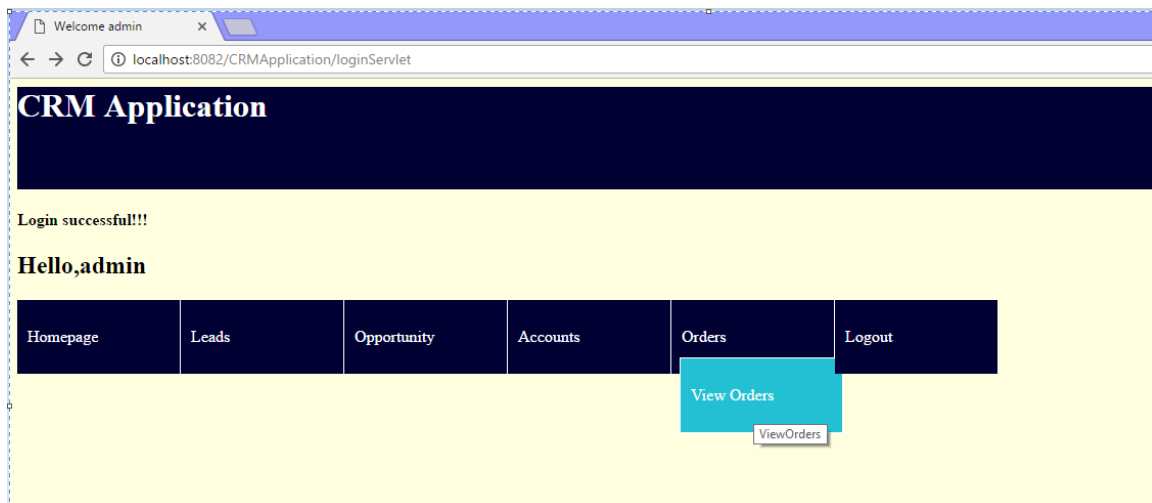 Welcome admin
localhost:8082/CRMApplication/loginServlet
CRM Application
Login successful!!!
Hello,admin
Homepage Leads Opportunity Accounts Orders Logout
View Orders
ViewOrders